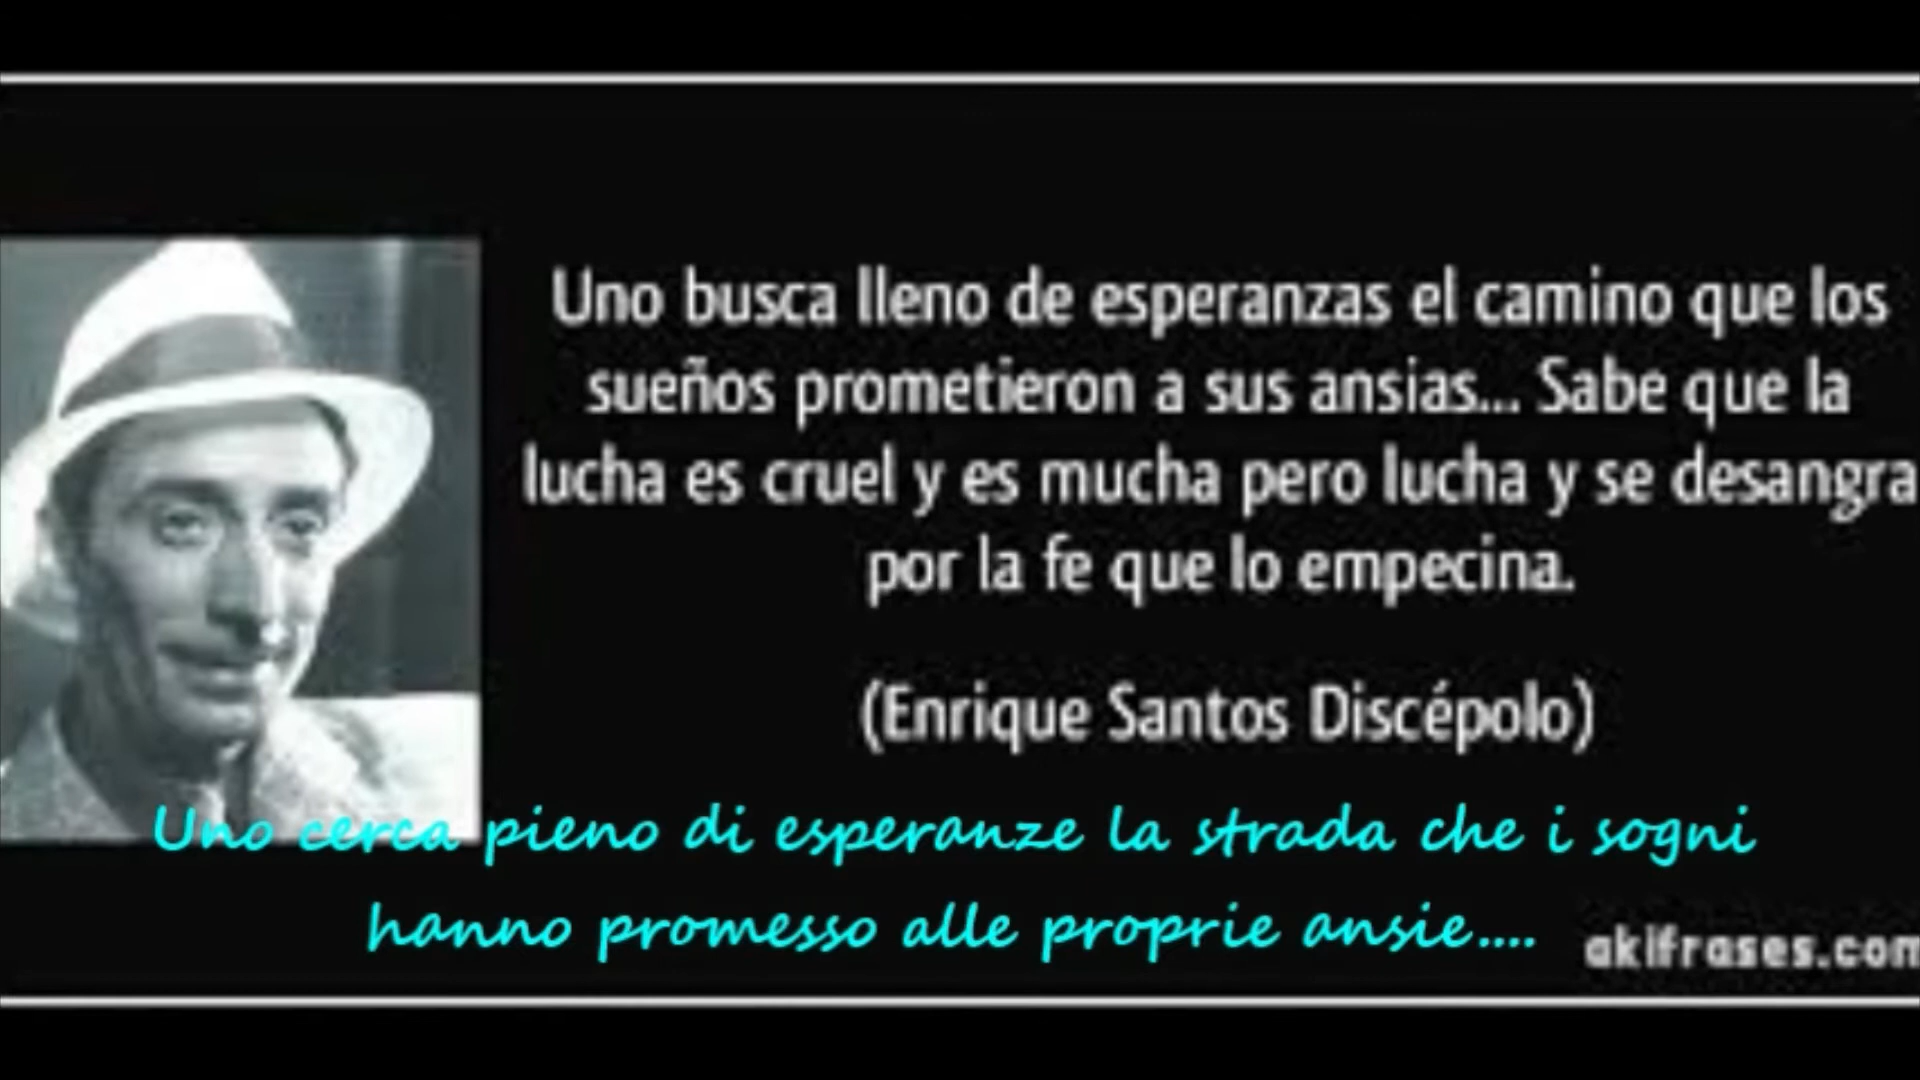 Uno busca lleno de esperanzas el camino que los
sueños prometieron a sus ansias... Sabe que la
lucha es cruel y es mucha pero lucha y se desangra
por la fe que lo empecina.
(Enrique Santos Discépolo)
Uno cerca pieno di esperanze la strada che i sogni
hanno promesso alle proprie ansie....
akifrases.com